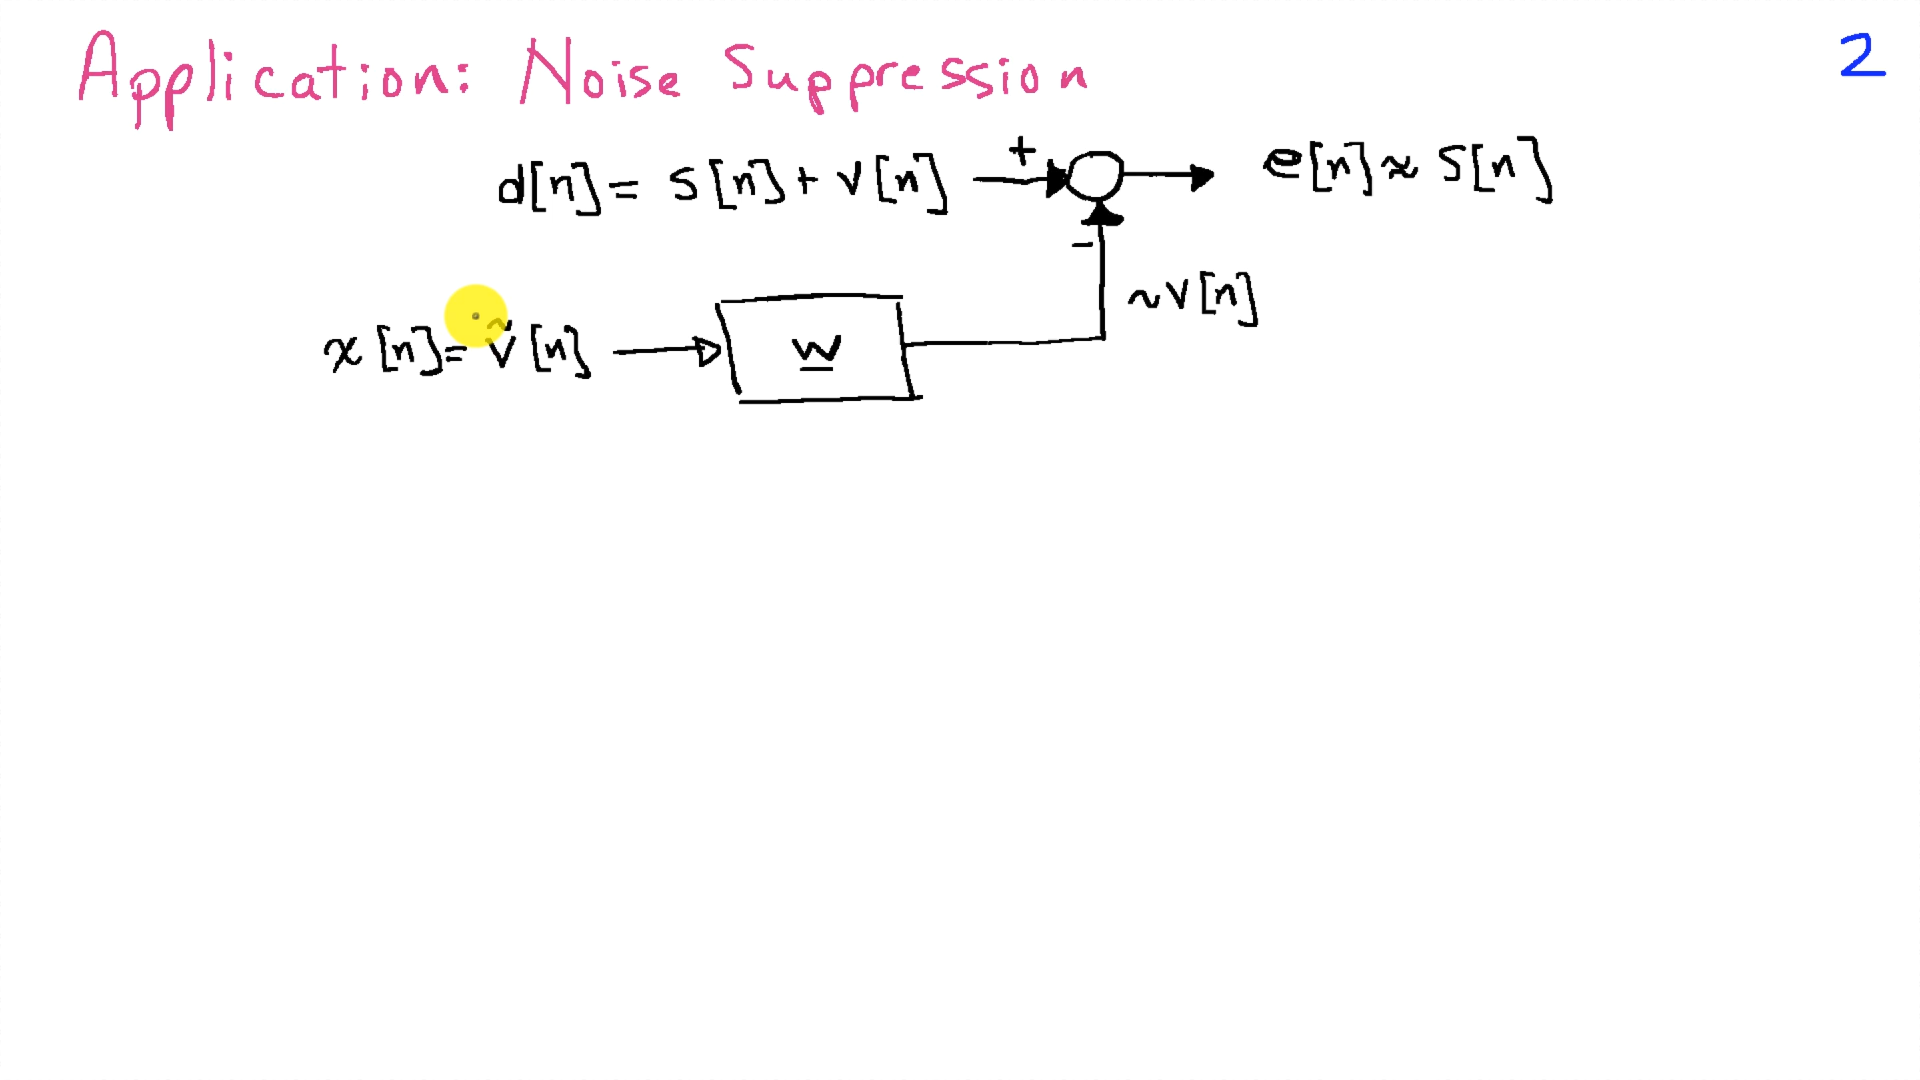 Application: Noise Suppression 2
d[n] = s[n] + v[n] + e[n] ≈ s[n]
-
~v[n]
x[n] = ṽ[n] w